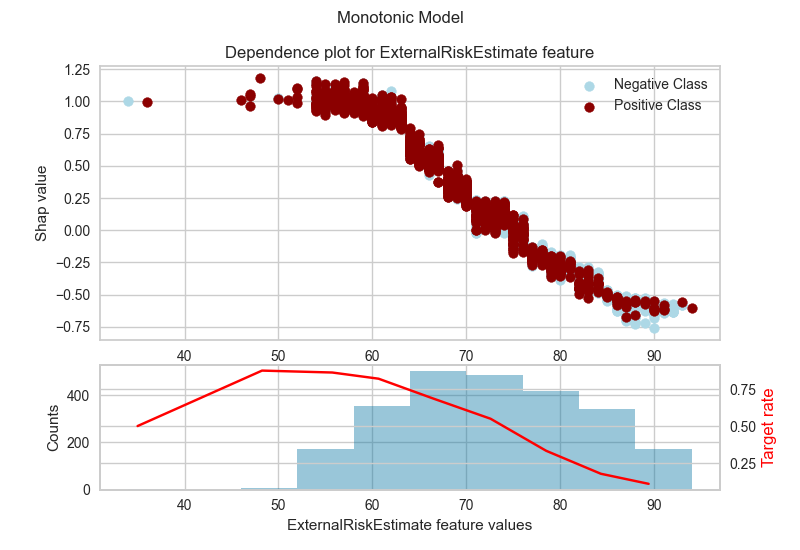 Monotonic Model
Dependence plot for ExternalRiskEstimate feature
1.25
1.00
0.75
0.50
0.25
0.00
−0.25
−0.50
−0.75
Shap value
Negative Class
Positive Class
40 50 60 70 80 90
400
200
0
Counts
0.75
0.50
0.25
Target rate
40 50 60 70 80 90
ExternalRiskEstimate feature values